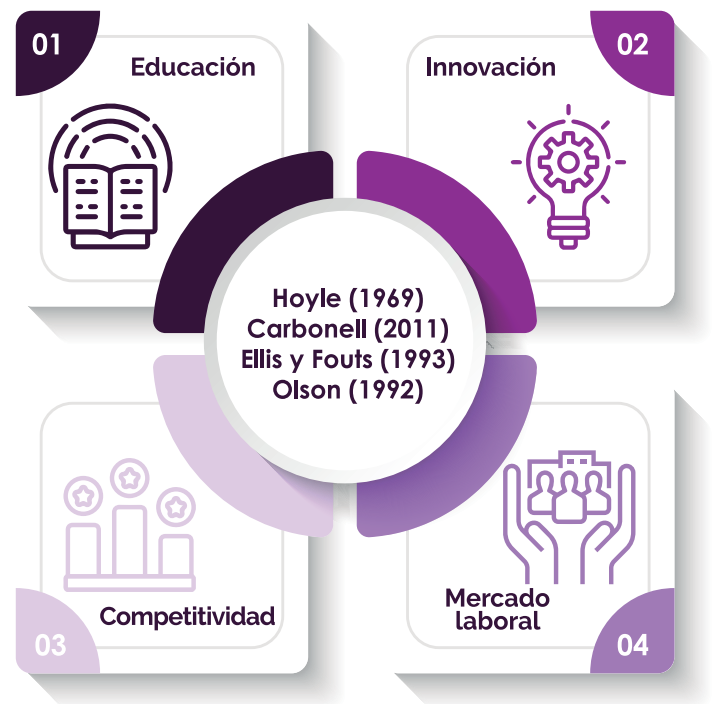 01
Educación
02
Innovación
Hoyle (1969)
Carbonell (2011)
Ellis y Fouts (1993)
Olson (1992)
03
Competitividad
Mercado
laboral
04